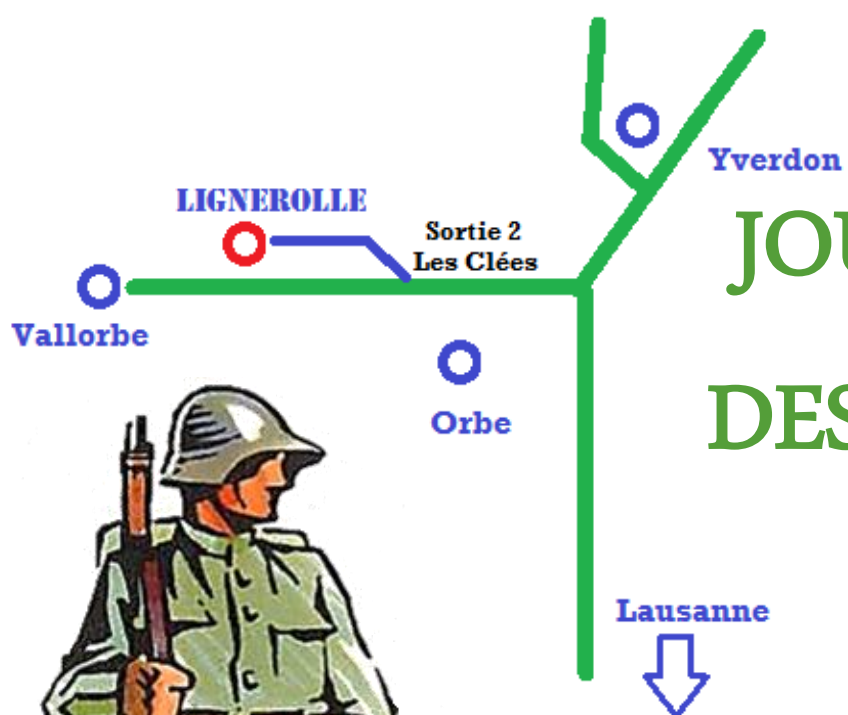 Yverdon
LIGNEROLLE
Sortie 2
Les Clées
Vallorbe
Orbe
Lausanne
JOU
DES